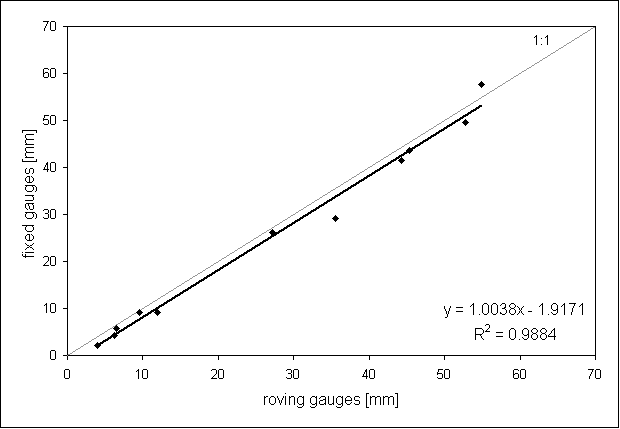 70
60
50
40
30
20
10
0
fixed gauges [mm]
1:1
y = 1.0038x - 1.9171
R² = 0.9884
0 10 20 30 40 50 60 70
roving gauges [mm]